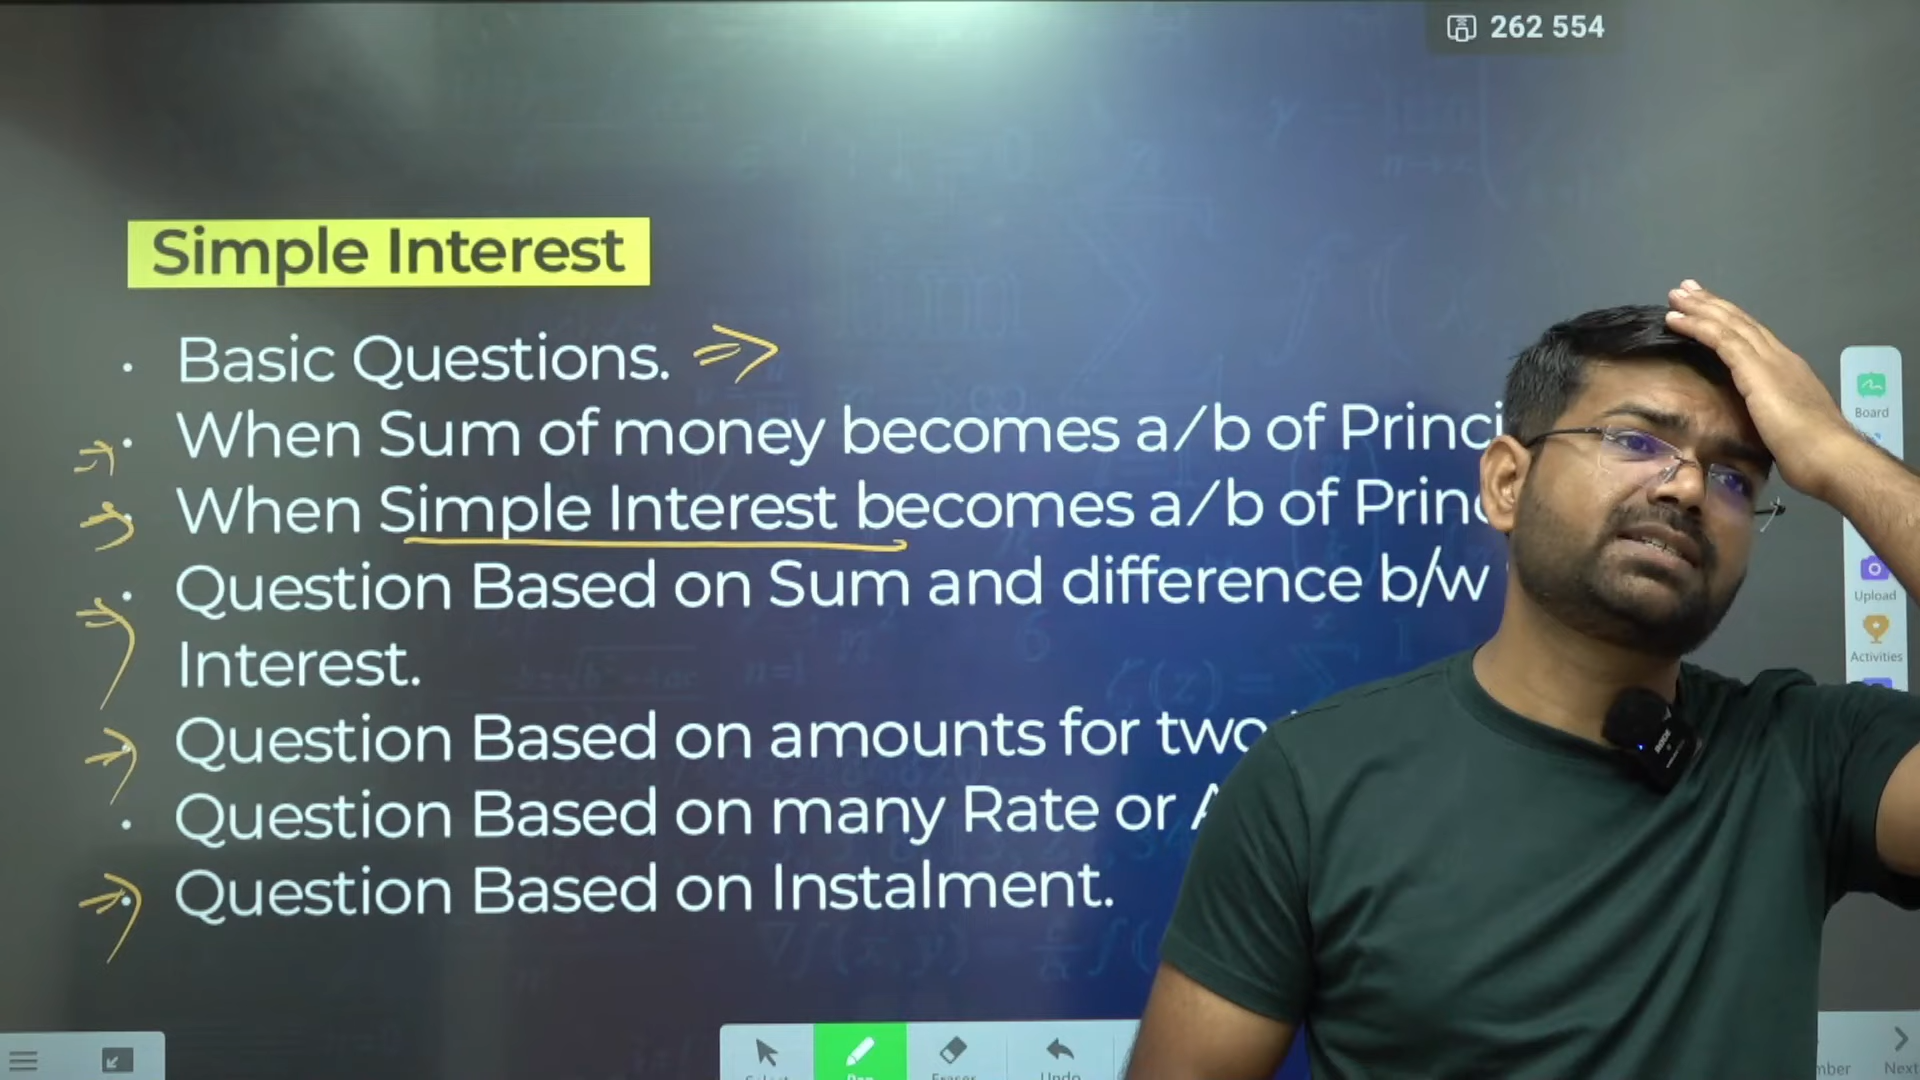 262 554
Simple Interest
Basic Questions.
When Sum of money becomes a/b of
When Simple Interest becomes a/b of
Question Based on Sum and difference b/w
Interest.
Question Based on amounts for two
Question Based on many Rate or
Question Based on Instalment.
Board
Upload
Activities
Undo
Next